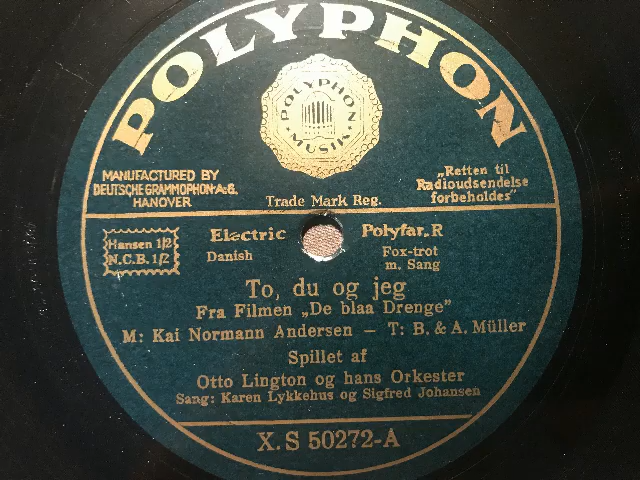 POLYPHON
POLYPHON
MUSIK
MANUFACTURED BY
DEUTSCHE GRAMMOPHON-A-G.
HANOVER
Trade Mark Reg.
„Retten til
Radioudsendelse
forbeholdes"
Hansen 1/2
N.C.B. 1/2
Electric Polyfar. R
Danish
Fox-trot
m. Sang
To, du og jeg
Fra Filmen „De blaa Drenge"
M: Kai Normann Andersen – T: B. & A. Müller
Spillet af
Otto Lington og hans Orkester
Sang: Karen Lykkehus og Sigfred Johansen
X. S 50272-A